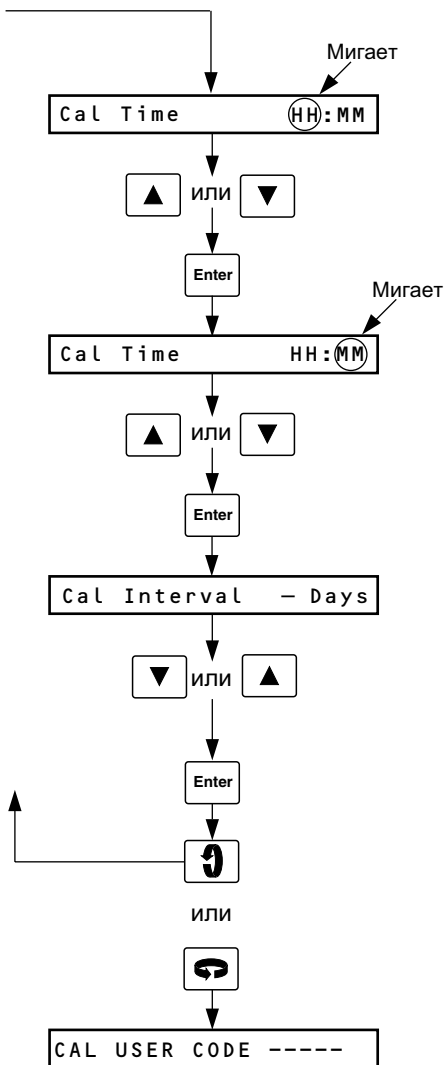 Мигает
Cal Time HH:MM
или
Enter
Мигает
Cal Time HH:MM
или
Enter
Cal Interval – Days
или
Enter
или
CAL USER CODE -----